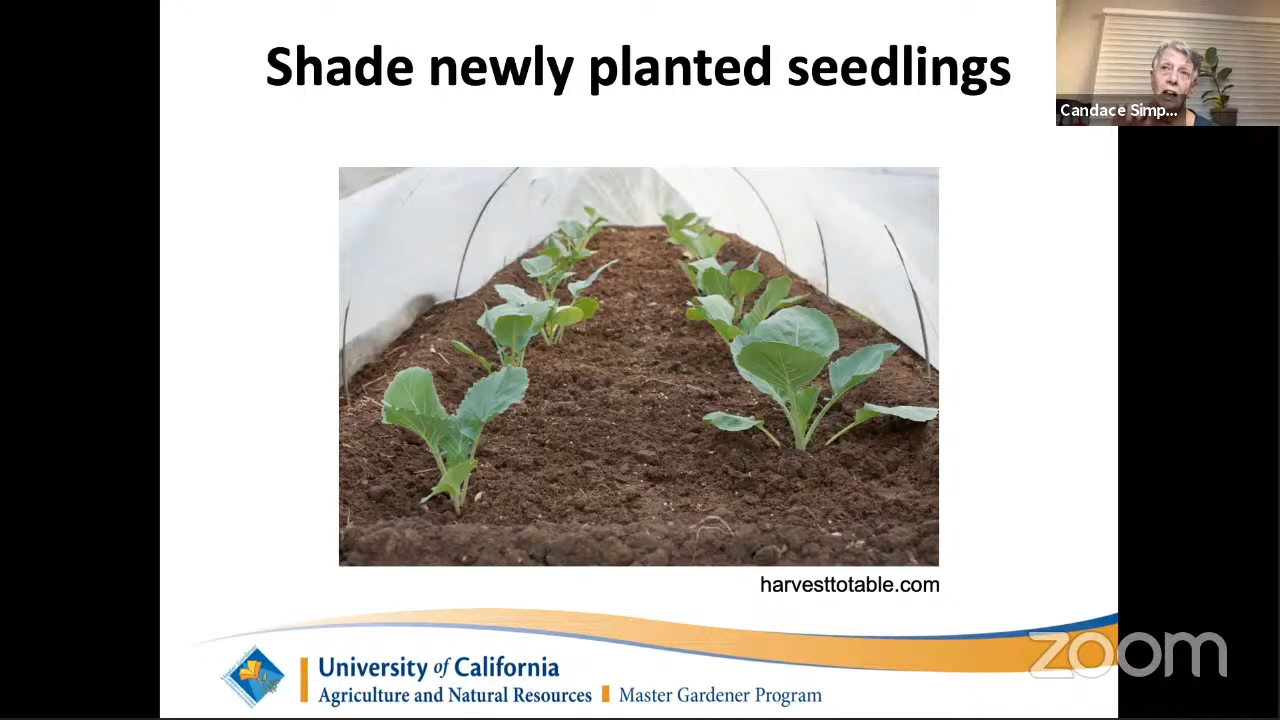 Shade newly planted seedlings
Candace Simp...
harvesttotable.com
University of California
Agriculture and Natural Resources Master Gardener Program
zoom